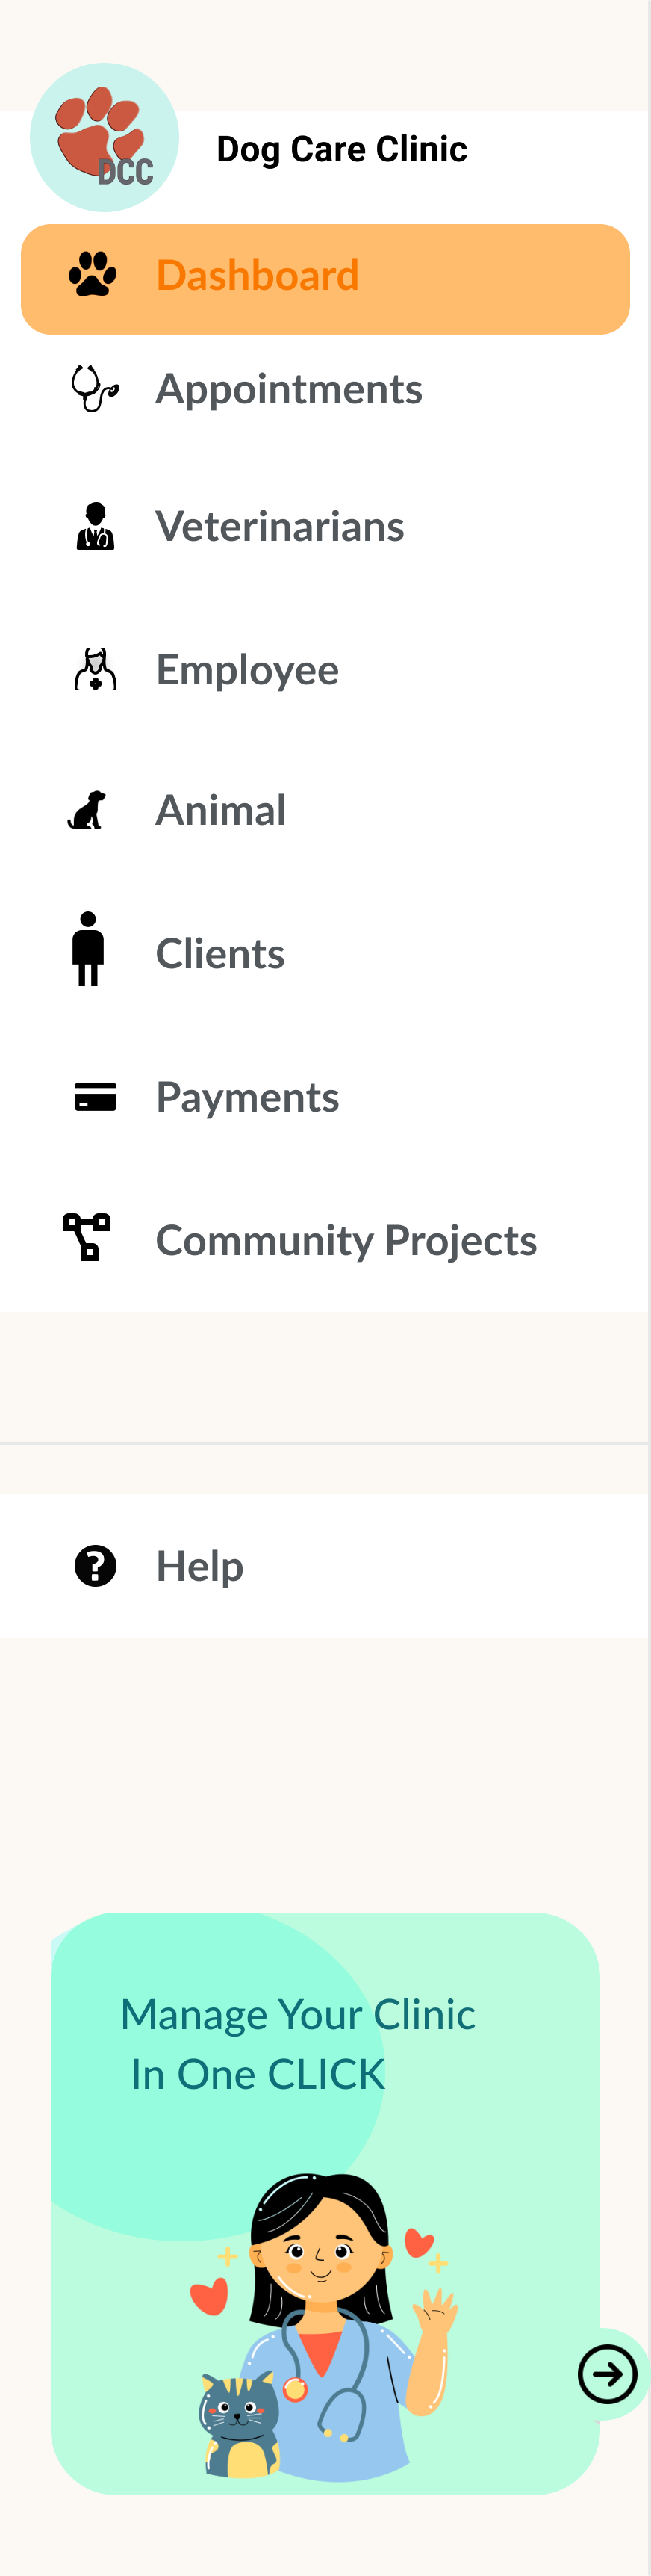 DCC
Dog Care Clinic
Dashboard
Appointments
Veterinarians
Employee
Animal
Clients
Payments
Community Projects
Help
Manage Your Clinic
In One CLICK